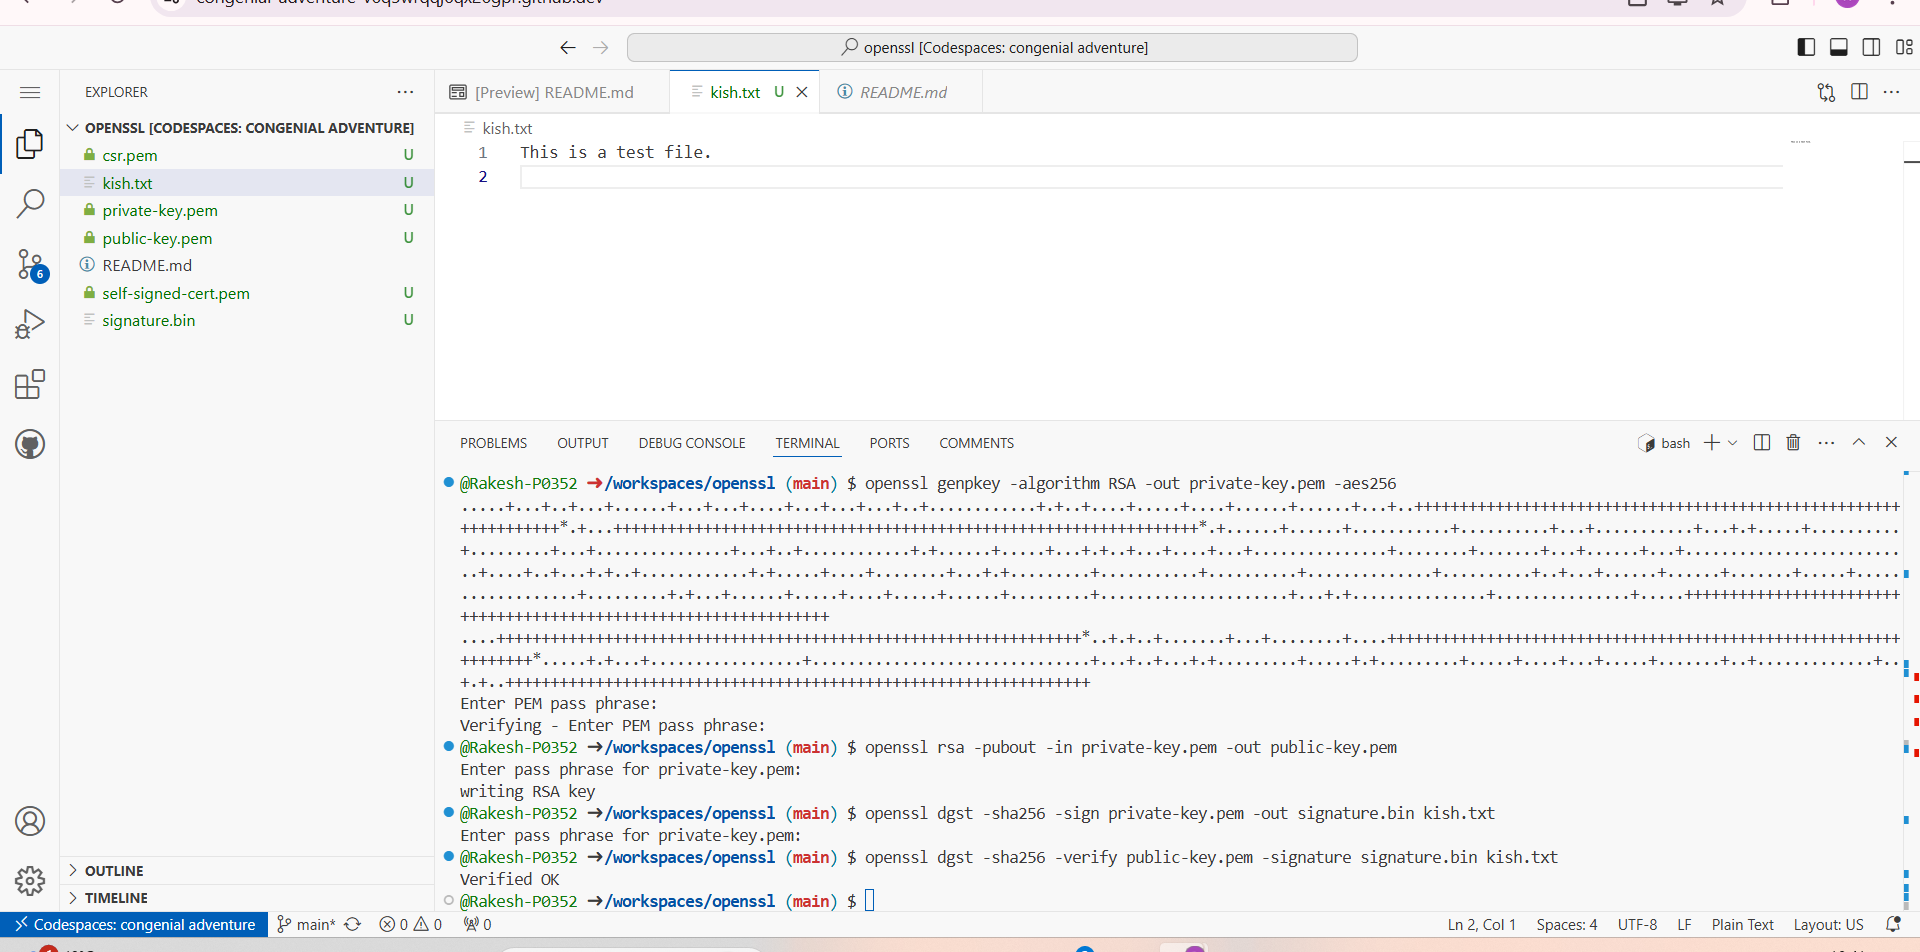 openssl [Codespaces: congenial adventure]
EXPLORER
OPENSSL [CODESPACES: CONGENIAL ADVENTURE]
csr.pem U
kish.txt U
private-key.pem U
public-key.pem U
README.md
self-signed-cert.pem U
signature.bin U
6
OUTLINE
TIMELINE
[Preview] README.md
kish.txt U
README.md
kish.txt
1 This is a test file.
2
PROBLEMS OUTPUT DEBUG CONSOLE TERMINAL PORTS COMMENTS
bash
@Rakesh-P0352 ➜/workspaces/openssl (main) $ openssl genpkey -algorithm RSA -out private-key.pem -aes256
Enter PEM pass phrase:
Verifying - Enter PEM pass phrase:
@Rakesh-P0352 ➜/workspaces/openssl (main) $ openssl rsa -pubout -in private-key.pem -out public-key.pem
Enter pass phrase for private-key.pem:
writing RSA key
@Rakesh-P0352 ➜/workspaces/openssl (main) $ openssl dgst -sha256 -sign private-key.pem -out signature.bin kish.txt
Enter pass phrase for private-key.pem:
@Rakesh-P0352 ➜/workspaces/openssl (main) $ openssl dgst -sha256 -verify public-key.pem -signature signature.bin kish.txt
Verified OK
@Rakesh-P0352 ➜/workspaces/openssl (main) $
Codespaces: congenial adventure main* 0 0 0 Ln 2, Col 1 Spaces: 4 UTF-8 LF Plain Text Layout: US